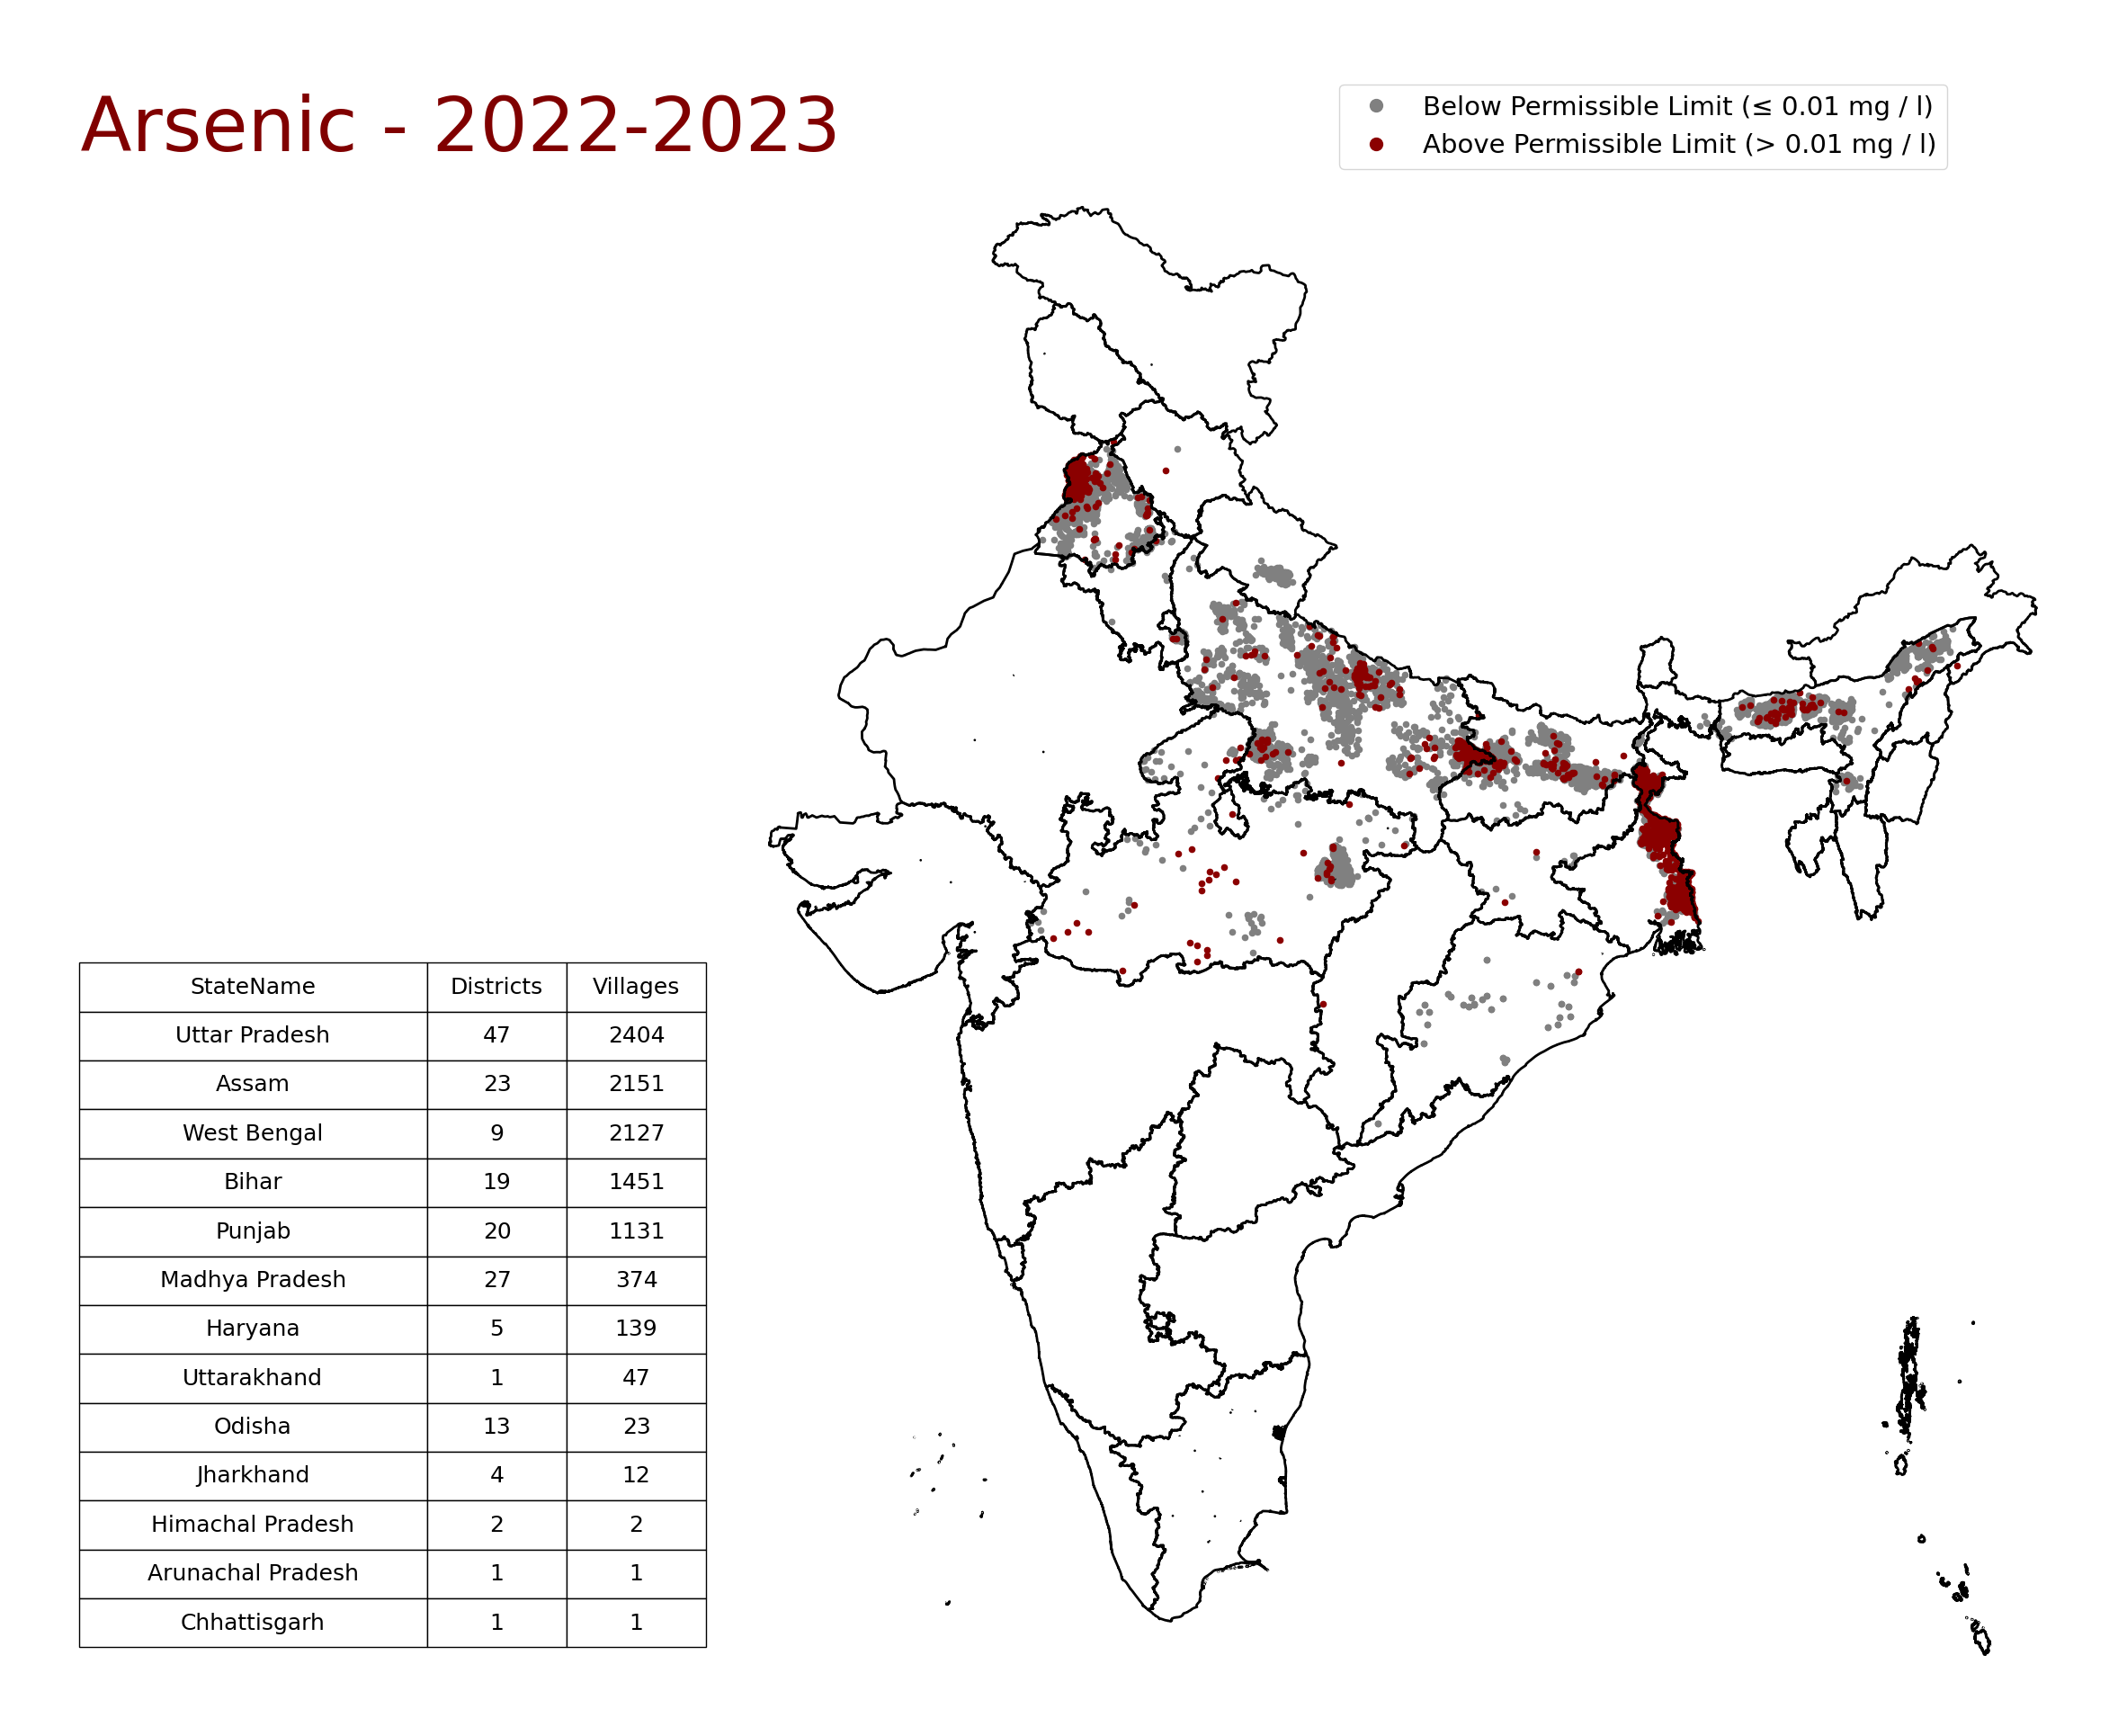 Arsenic - 2022-2023
Below Permissible Limit (≤ 0.01 mg / l)
Above Permissible Limit (> 0.01 mg / l)
StateName Districts Villages
Uttar Pradesh 47 2404
Assam 23 2151
West Bengal 9 2127
Bihar 19 1451
Punjab 20 1131
Madhya Pradesh 27 374
Haryana 5 139
Uttarakhand 1 47
Odisha 13 23
Jharkhand 4 12
Himachal Pradesh 2 2
Arunachal Pradesh 1 1
Chhattisgarh 1 1